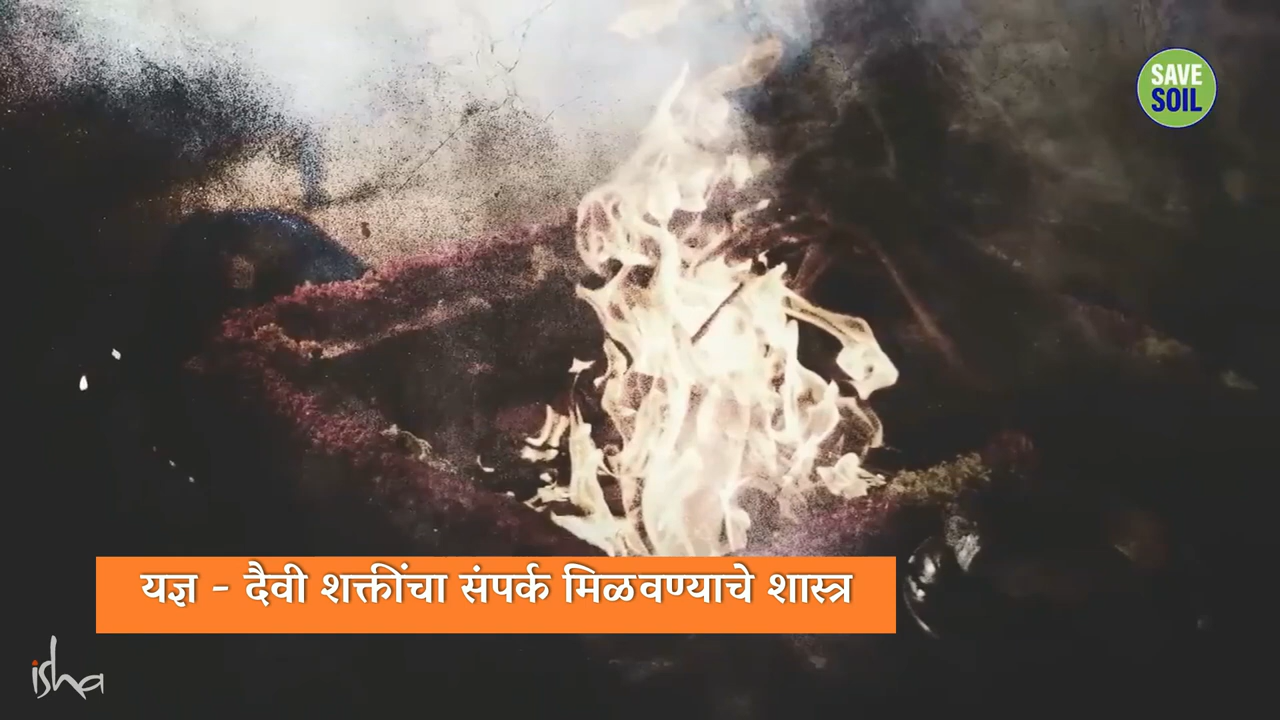 SAVE
SOIL
यज्ञ - दैवी शक्तींचा संपर्क मिळवण्याचे शास्त्र
isha